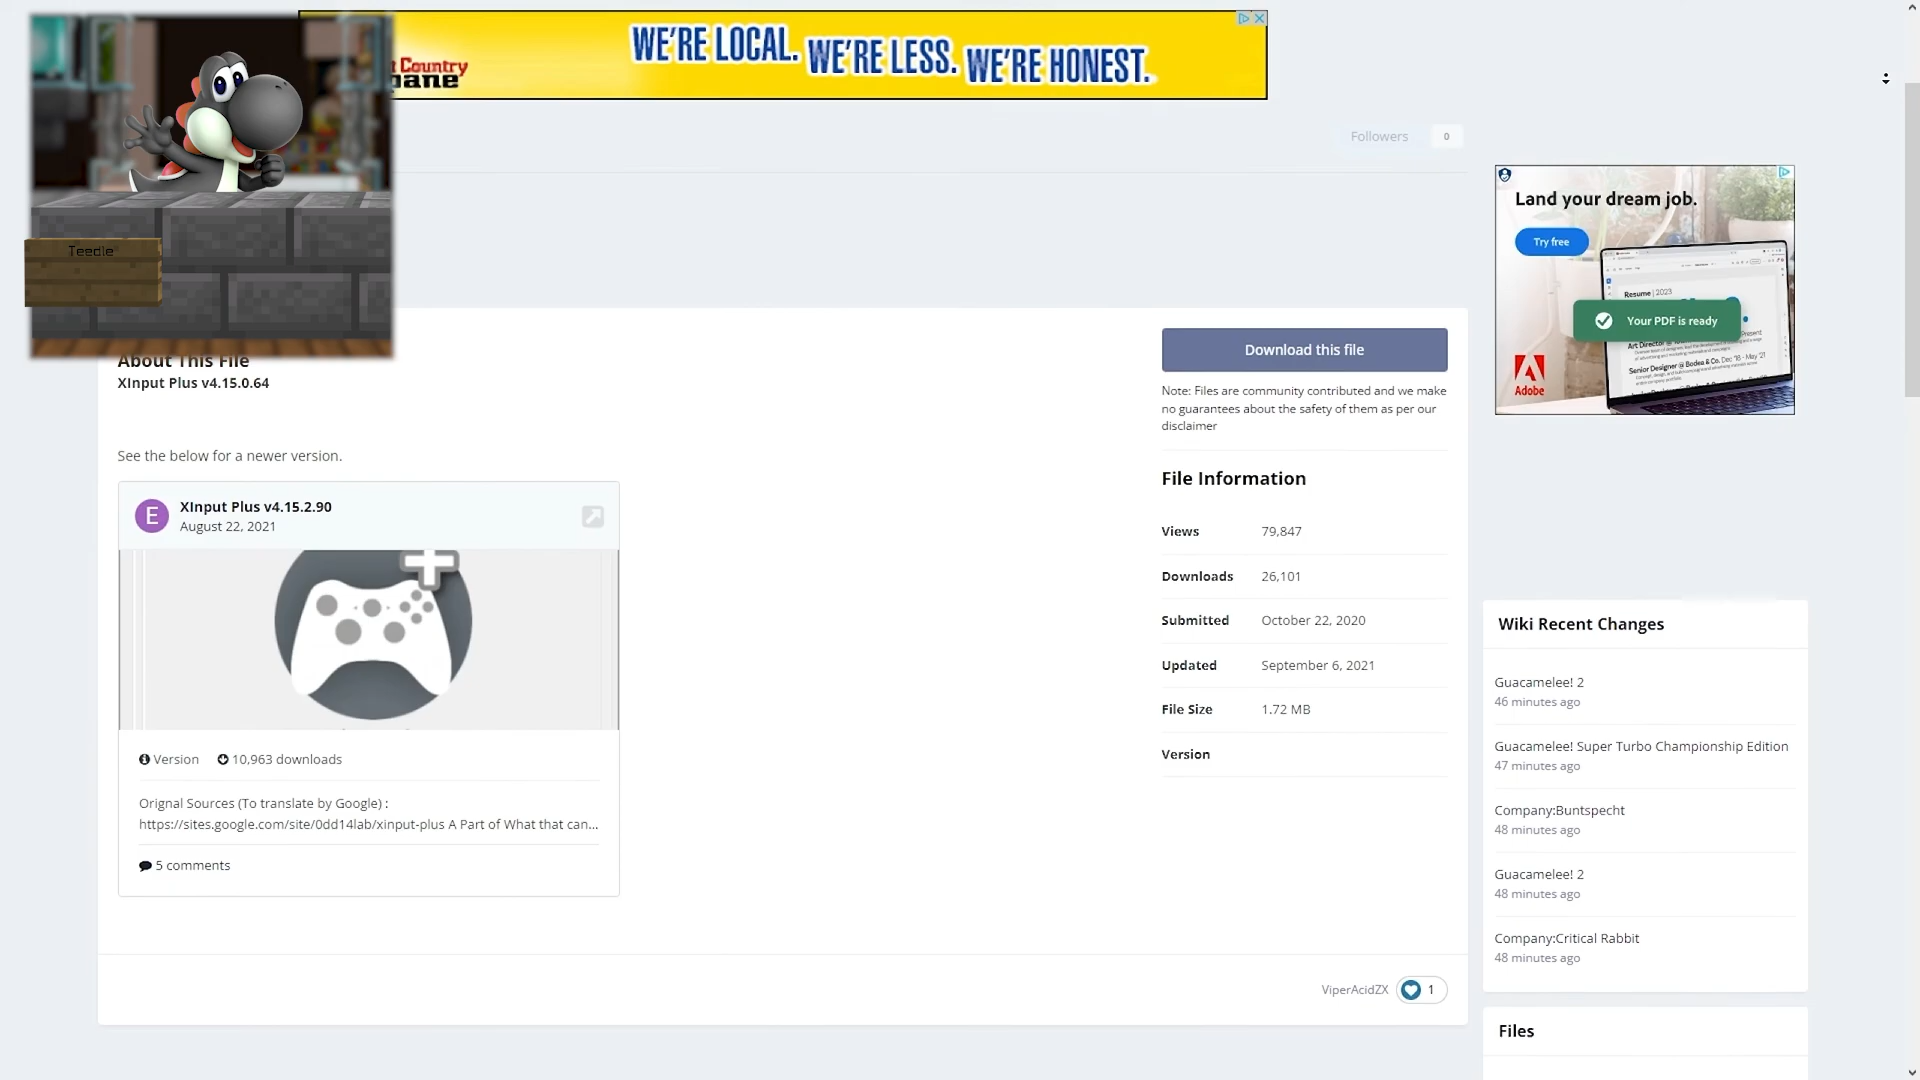 WE'RE LOCAL. WE'RE LESS. WE'RE HONEST.
t Country
pane
Followers 0
Teedle
Land your dream job.
Try free
Resume | 2023
Your PDF is ready
Adobe
About This File
XInput Plus v4.15.0.64
See the below for a newer version.
E
XInput Plus v4.15.2.90
August 22, 2021
Version 10,963 downloads
Orignal Sources (To translate by Google) :
https://sites.google.com/site/0dd14lab/xinput-plus A Part of What that can...
5 comments
Download this file
Note: Files are community contributed and we make
no guarantees about the safety of them as per our
disclaimer
File Information
Views 79,847
Downloads 26,101
Submitted October 22, 2020
Updated September 6, 2021
File Size 1.72 MB
Version
ViperAcidZX 1
Wiki Recent Changes
Guacamelee! 2
46 minutes ago
Guacamelee! Super Turbo Championship Edition
47 minutes ago
Company:Buntspecht
48 minutes ago
Guacamelee! 2
48 minutes ago
Company:Critical Rabbit
48 minutes ago
Files